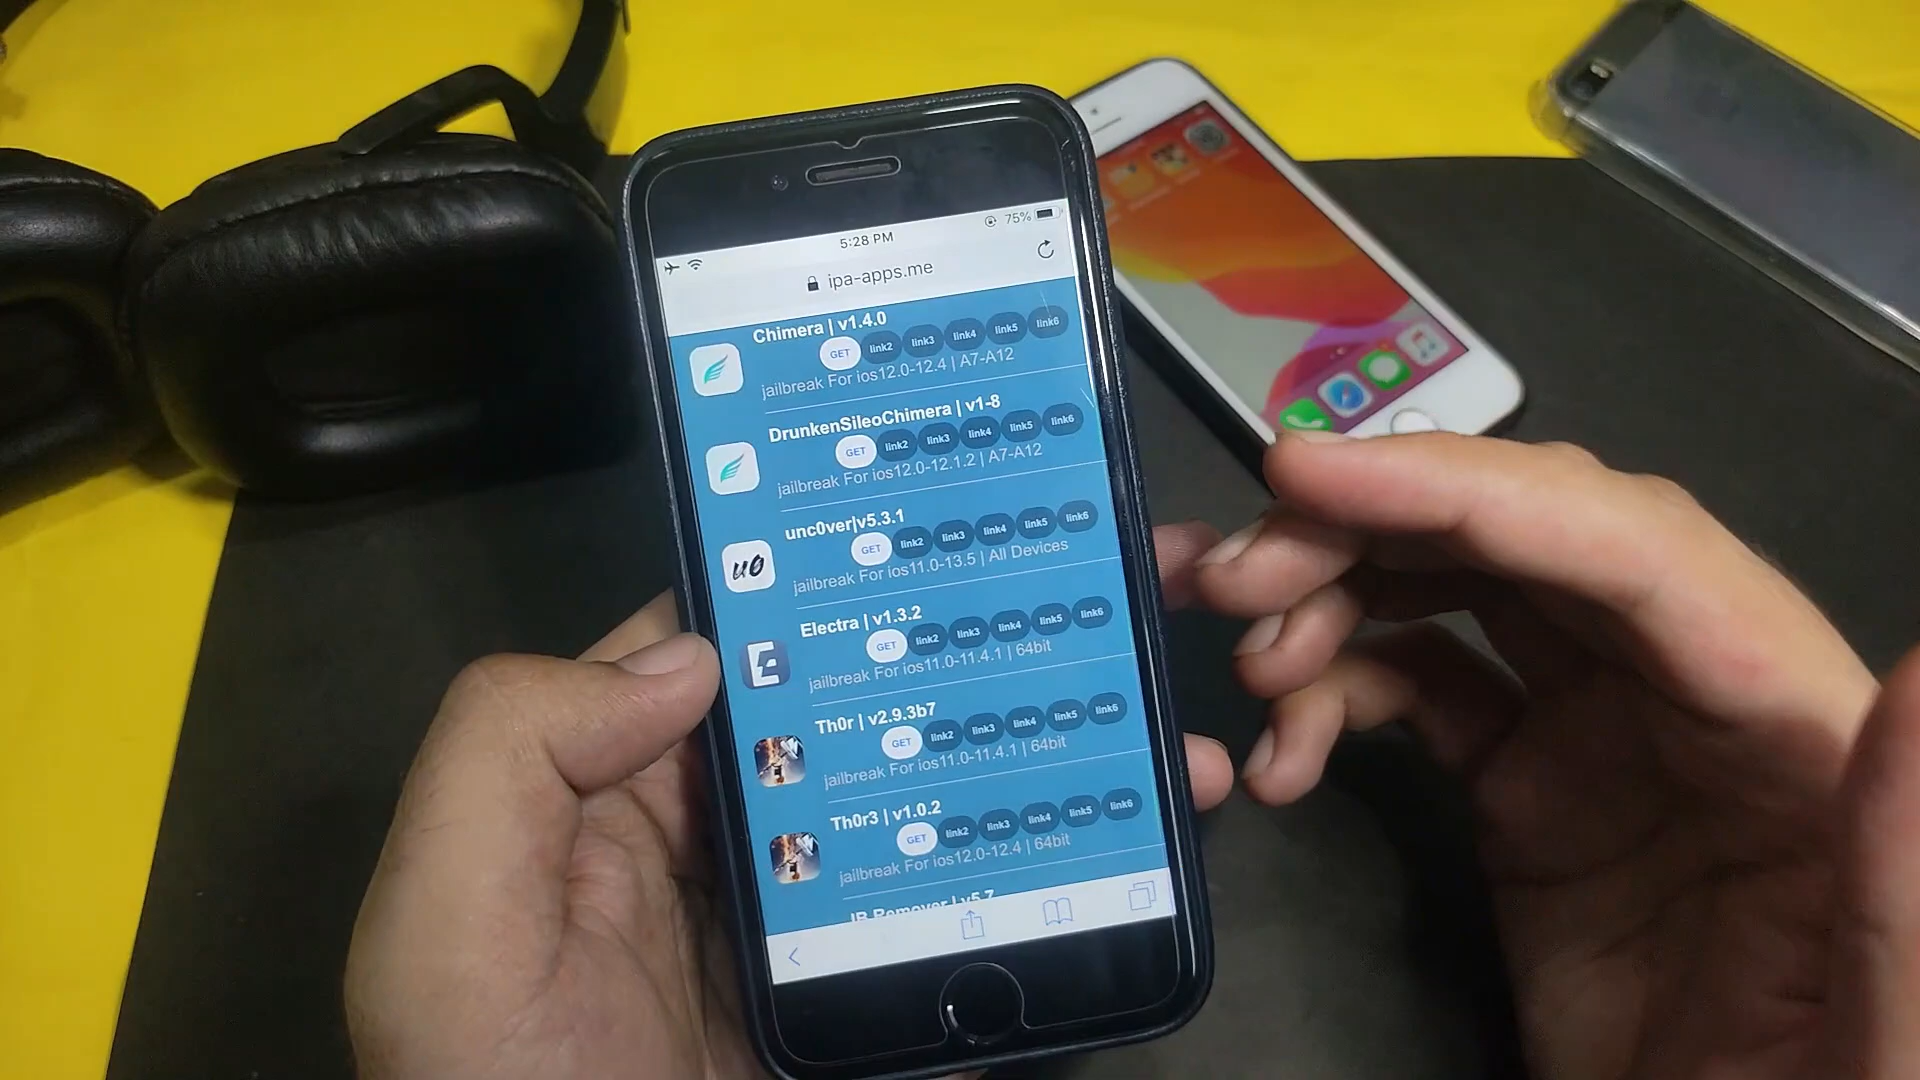 5:28 PM
75%
ipa-apps.me
Chimera | v1.4.0
GET link2 link3 link4 link5 link6
jailbreak For ios12.0-12.4 | A7-A12
DrunkenSileoChimera | v1-8
GET link2 link3 link4 link5 link6
jailbreak For ios12.0-12.1.2 | A7-A12
unc0ver|v5.3.1
u0
GET link2 link3 link4 link5 link6
jailbreak For ios11.0-13.5 | All Devices
Electra | v1.3.2
GET link2 link3 link4 link5 link6
jailbreak For ios11.0-11.4.1 | 64bit
Th0r | v2.9.3b7
GET link2 link3 link4 link5 link6
jailbreak For ios11.0-11.4.1 | 64bit
Th0r3 | v1.0.2
GET link2 link3 link4 link5 link6
jailbreak For ios12.0-12.4 | 64bit
JB Remover | v5.7